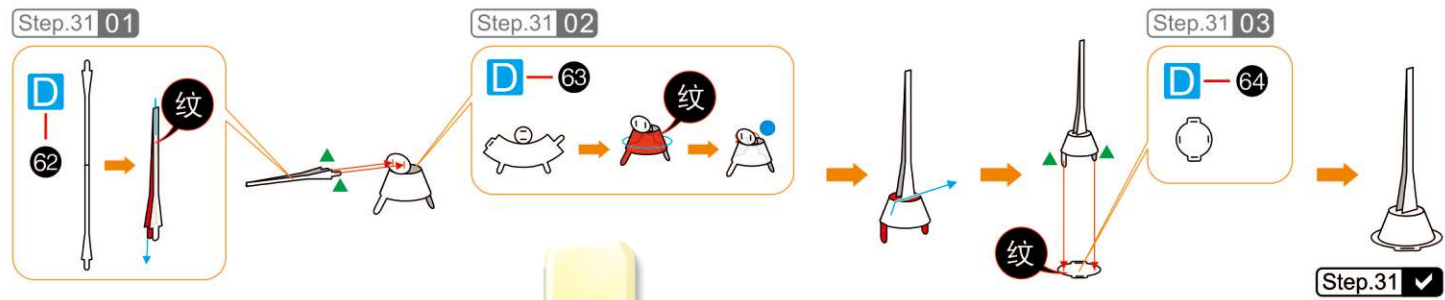 Step.31 01
D
62
纹
Step.31 02
D 63
纹
Step.31 03
D 64
纹
Step.31